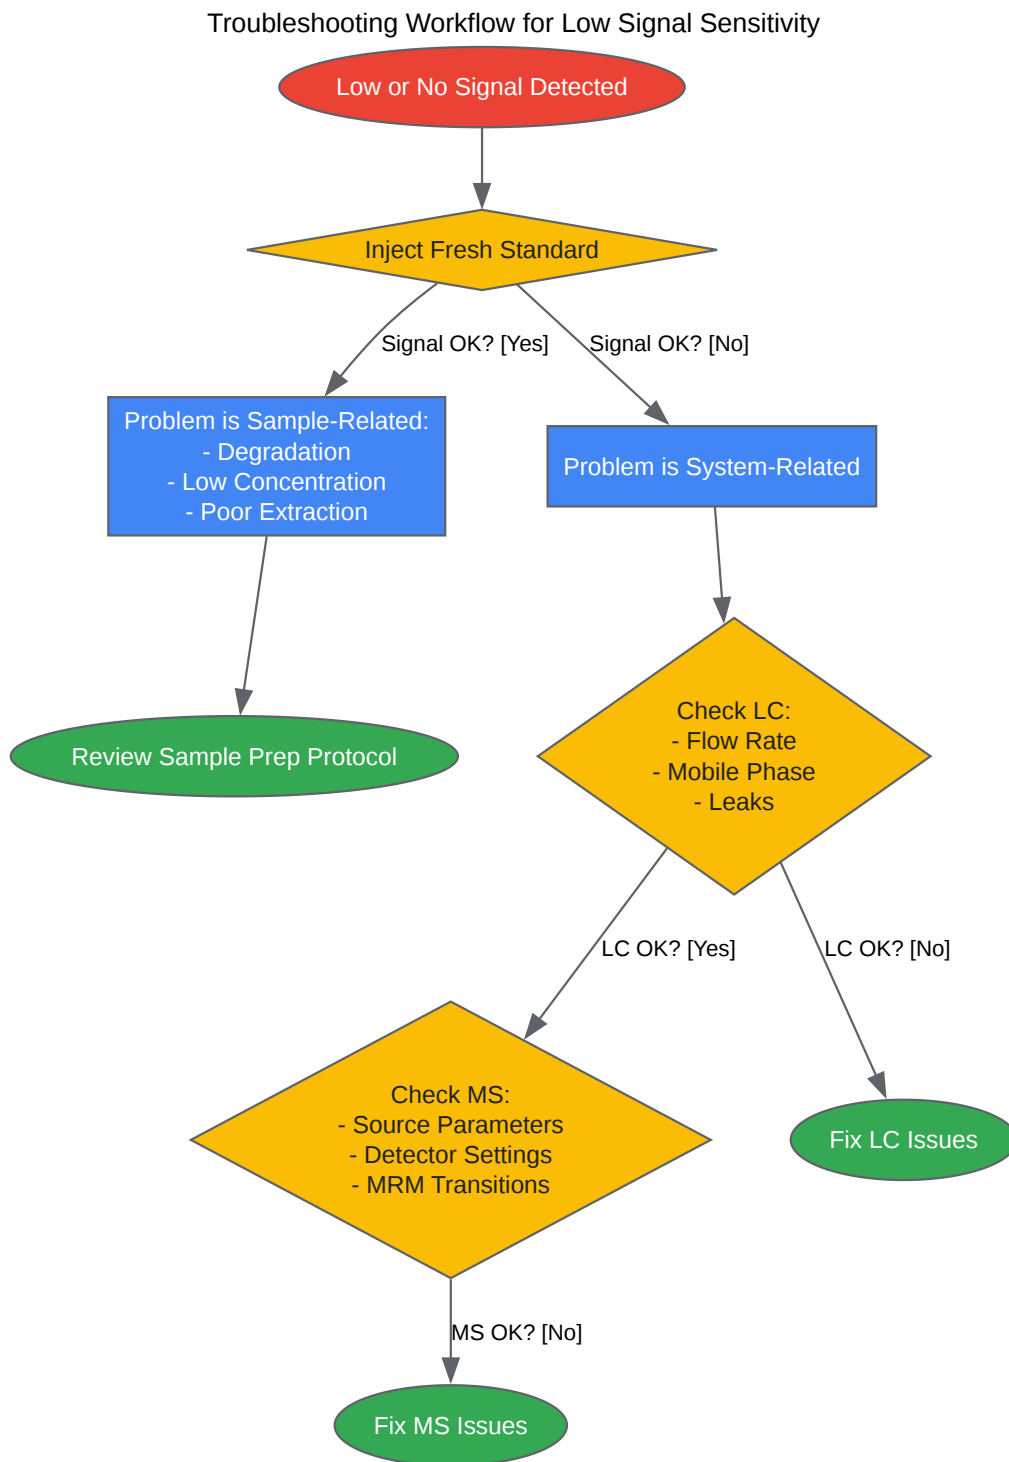 Troubleshooting Workflow for Low Signal Sensitivity
Low or No Signal Detected
Inject Fresh Standard
Signal OK? [Yes]
Signal OK? [No]
Problem is Sample-Related:
- Degradation
- Low Concentration
- Poor Extraction
Problem is System-Related
Review Sample Prep Protocol
Check LC:
- Flow Rate
- Mobile Phase
- Leaks
LC OK? [Yes]
LC OK? [No]
Check MS:
- Source Parameters
- Detector Settings
- MRM Transitions
Fix LC Issues
MS OK? [No]
Fix MS Issues